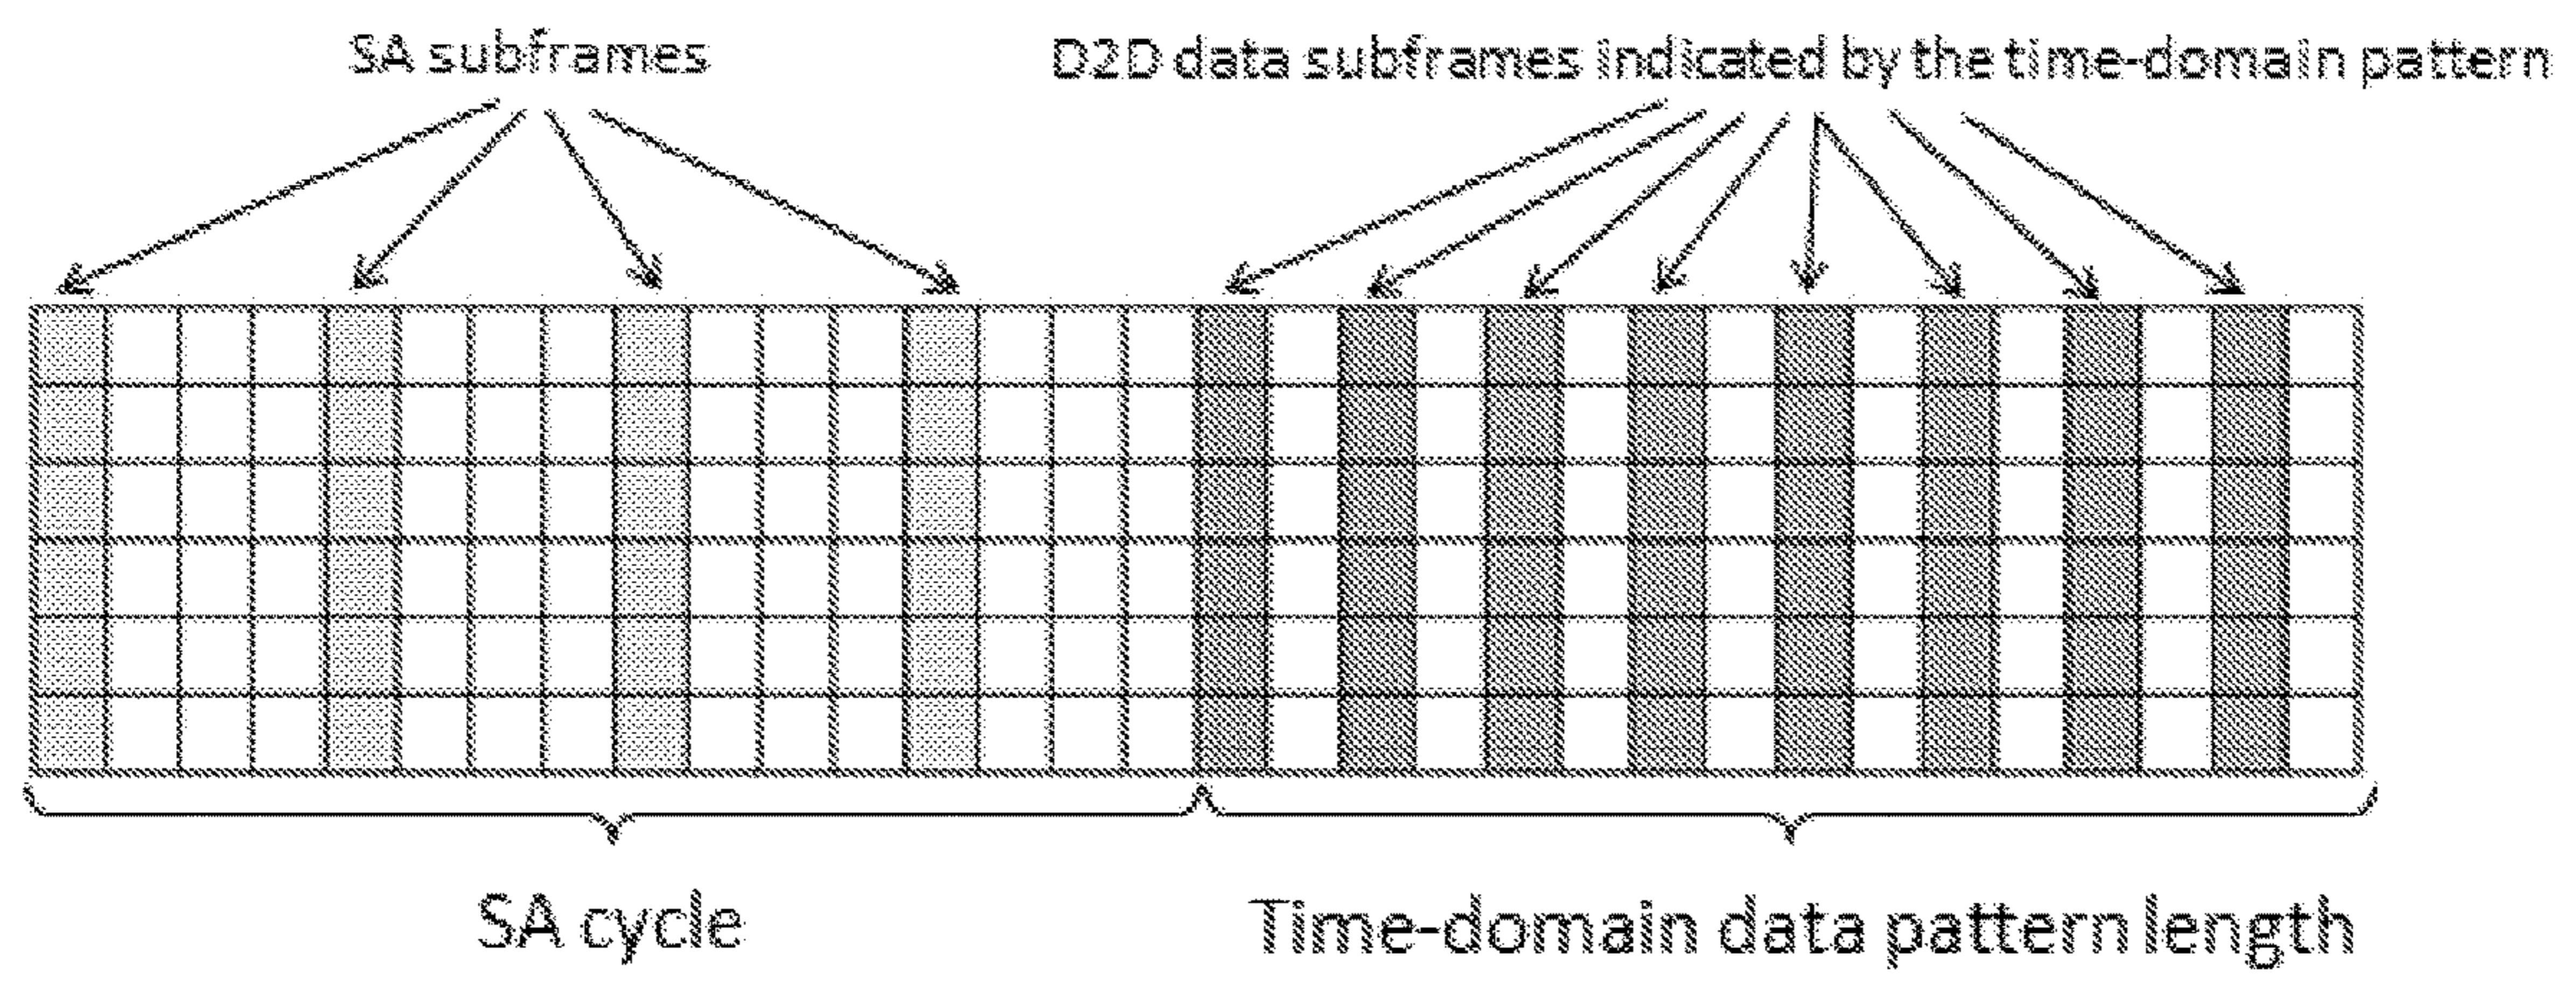 SA subframes
D2D data subframes indicated by the time-domain pattern
SA cycle
Time-domain data pattern length